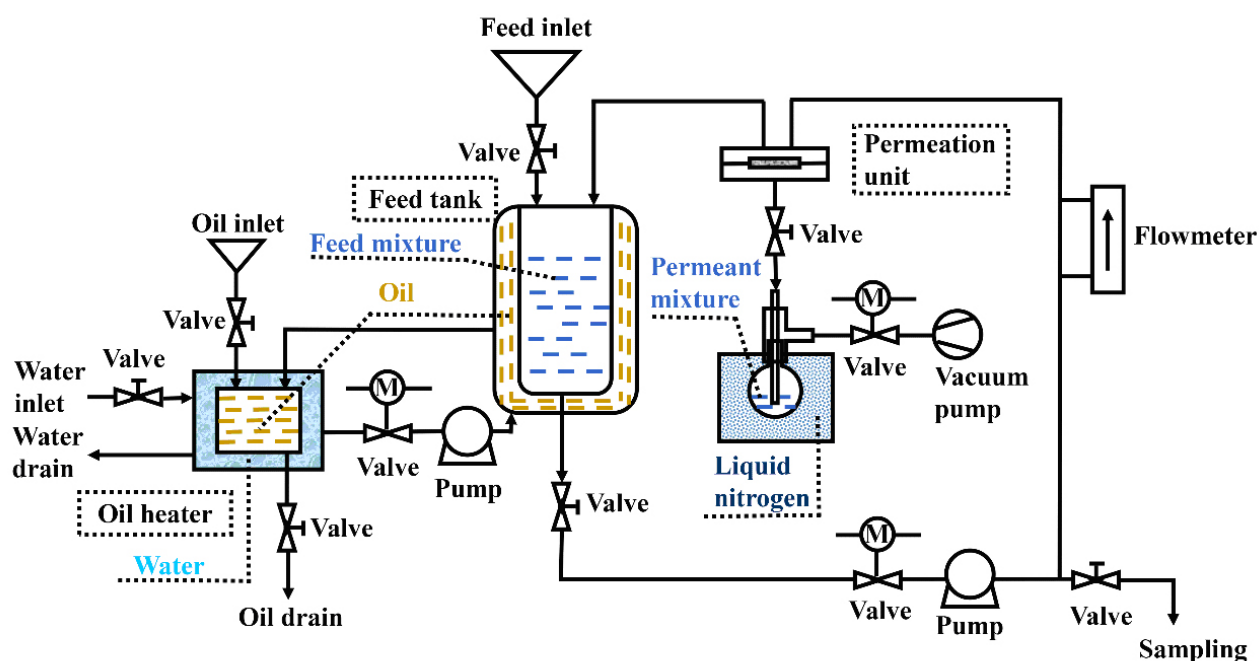 Feed inlet
Valve
Permeation
unit
Feed tank
Oil inlet
Feed mixture
Valve
Flowmeter
Permeant
mixture
Oil
M
Valve
Valve
Valve
Water
inlet
Vacuum
pump
Water
drain
M
Valve
Pump
Liquid
nitrogen
Oil heater
Valve
Valve
M
Water
Oil drain
Valve
Pump
Valve
Sampling